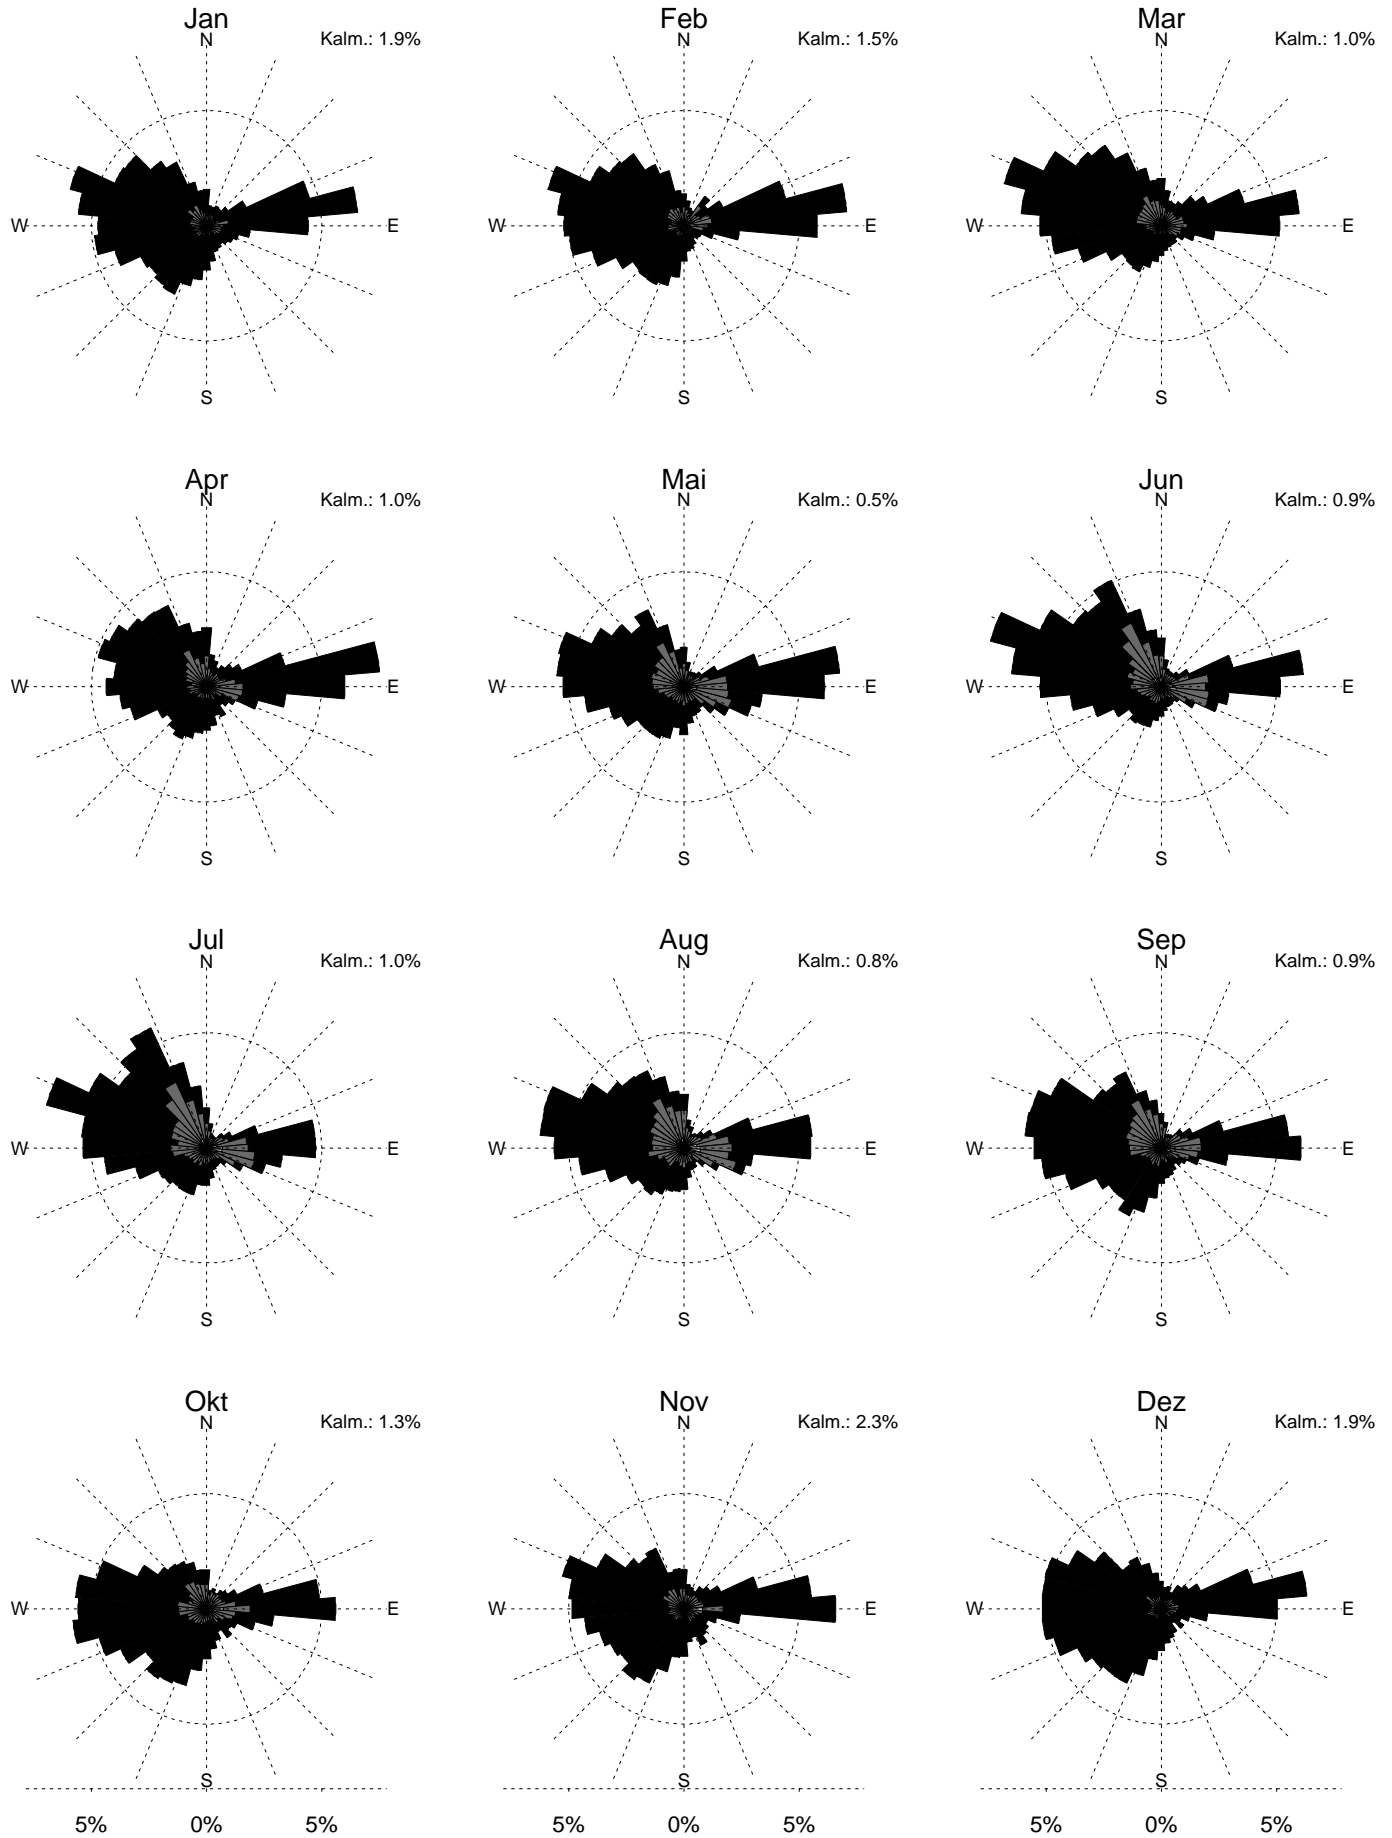 Jan Feb Mar
N Kalm.: 1.9% N Kalm.: 1.5% N Kalm.: 1.0%
W E W E W E
S S S
Apr Mai Jun
N Kalm.: 1.0% N Kalm.: 0.5% N Kalm.: 0.9%
W E W E W E
S S S
Jul Aug Sep
N Kalm.: 1.0% N Kalm.: 0.8% N Kalm.: 0.9%
W E W E W E
S S S
Okt Nov Dez
N Kalm.: 1.3% N Kalm.: 2.3% N Kalm.: 1.9%
W E W E W E
S S S
5% 0% 5% 5% 0% 5% 5% 0% 5%